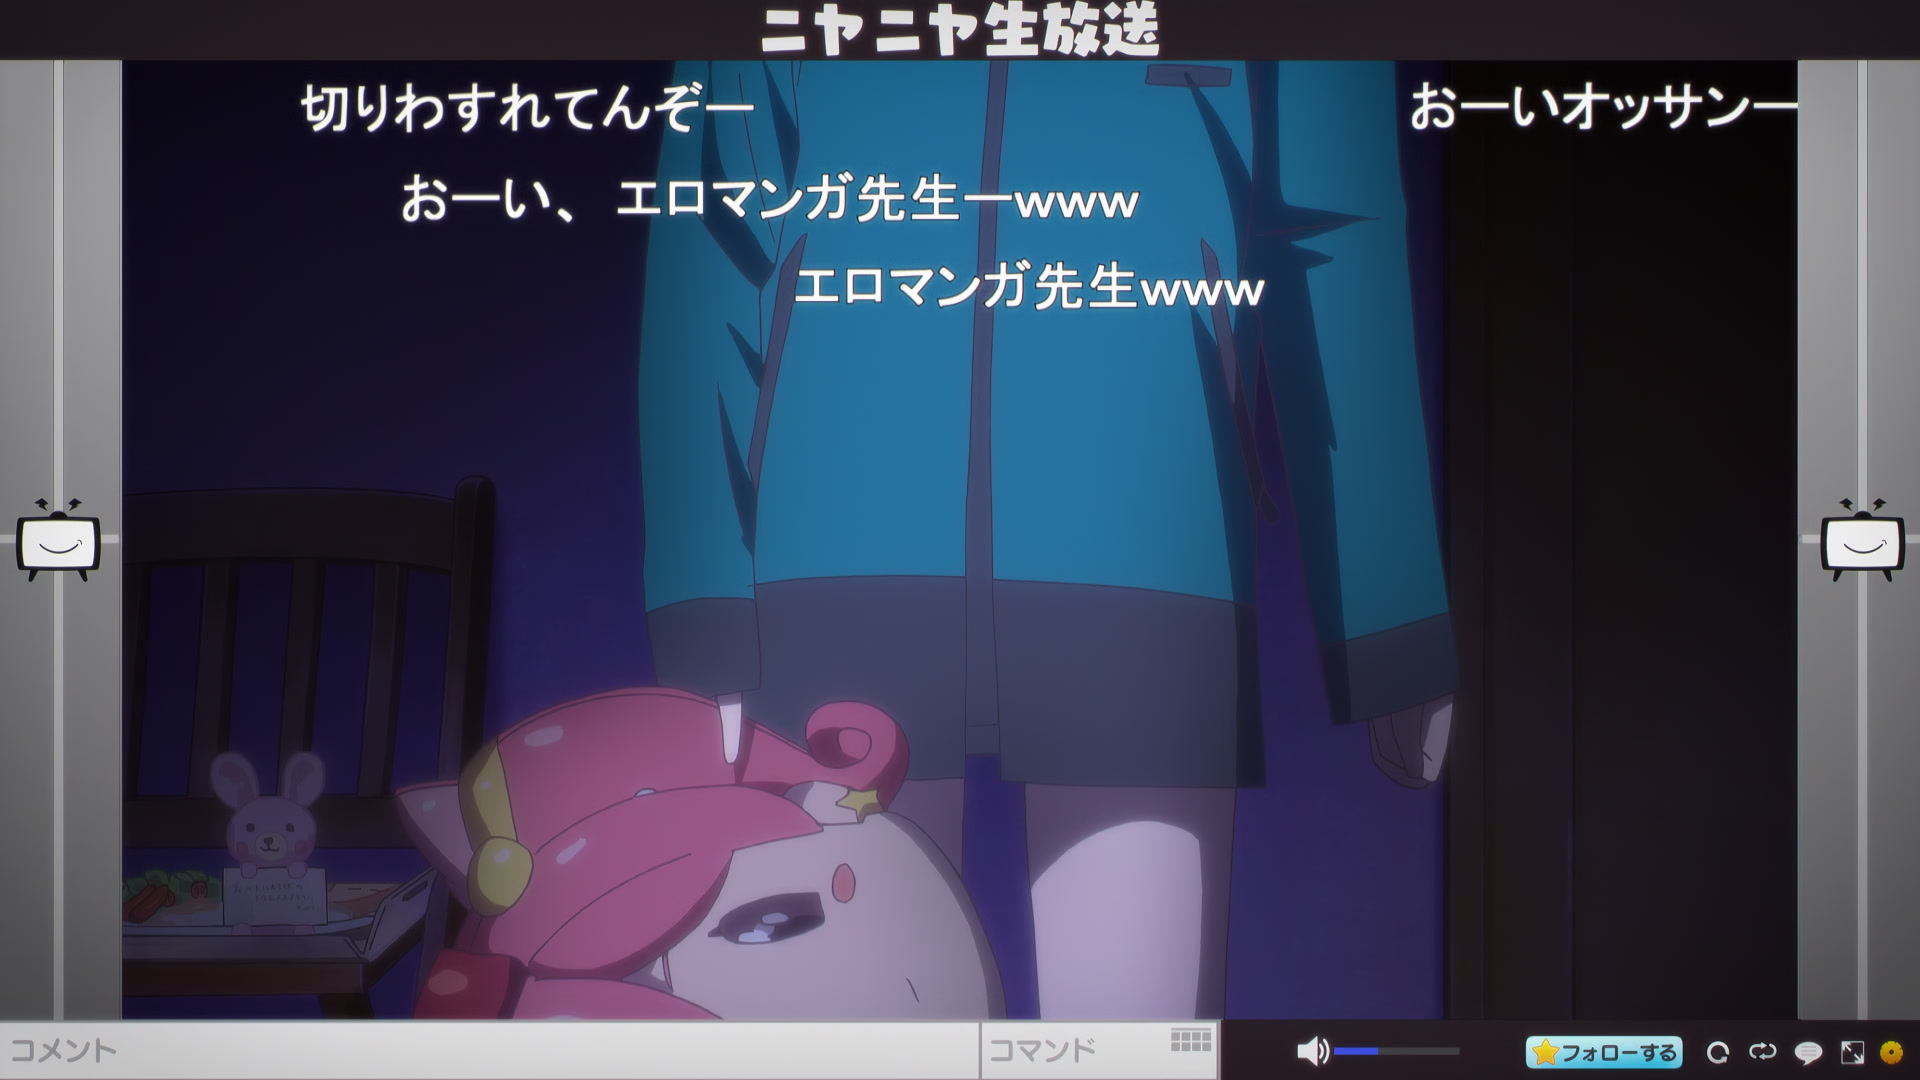 ニヤニヤ生放送
切りわすれてんぞー
おーいオッサンー
おーい、エロマンガ先生ーwww
エロマンガ先生www
コメント
コマンド
フォローする